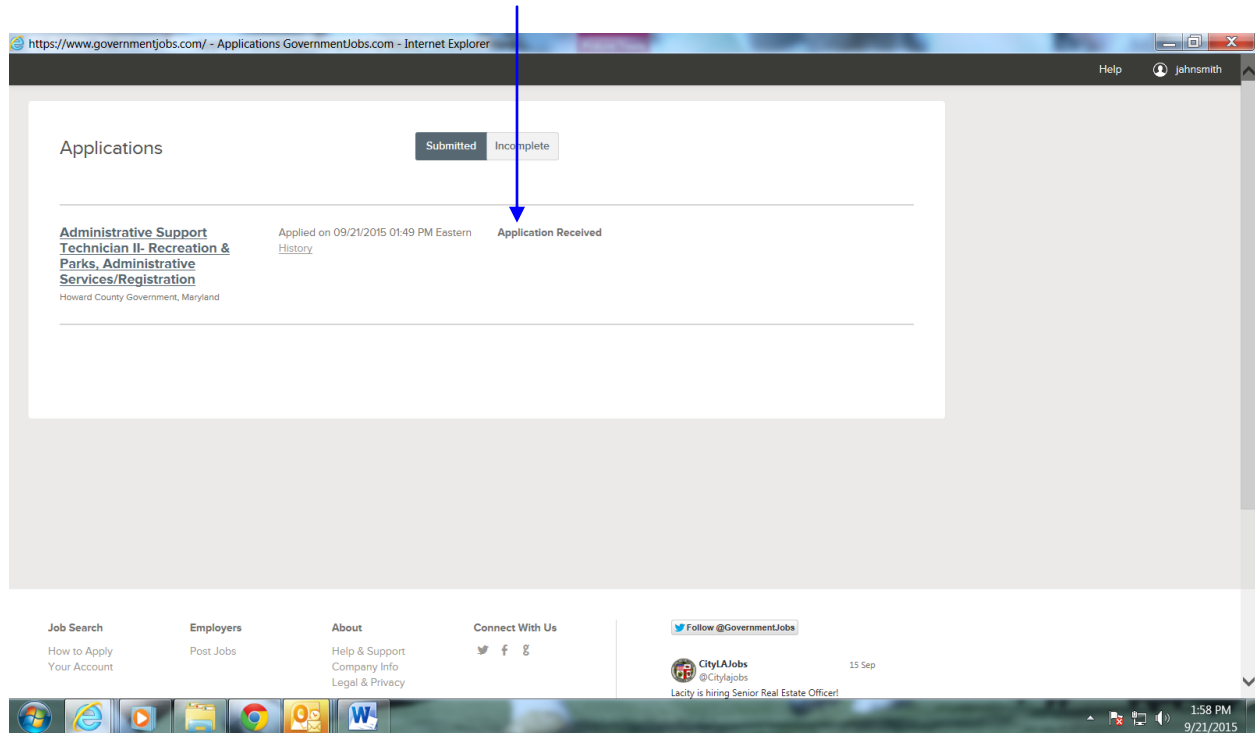 https://www.governmentjobs.com/ - Applications GovernmentJobs.com - Internet Explorer
Help jahnsmith
Applications
Submitted Incomplete
Administrative Support
Technician II- Recreation &
Parks, Administrative
Services/Registration
Howard County Government, Maryland
Applied on 09/21/2015 01:49 PM Eastern
History
Application Received
Job Search
How to Apply
Your Account
Employers
Post Jobs
About
Help & Support
Company Info
Legal & Privacy
Connect With Us
Follow @GovernmentJobs
CityLAJobs 15 Sep
@Citylajobs
Lacity is hiring Senior Real Estate Officer!
1:58 PM
9/21/2015